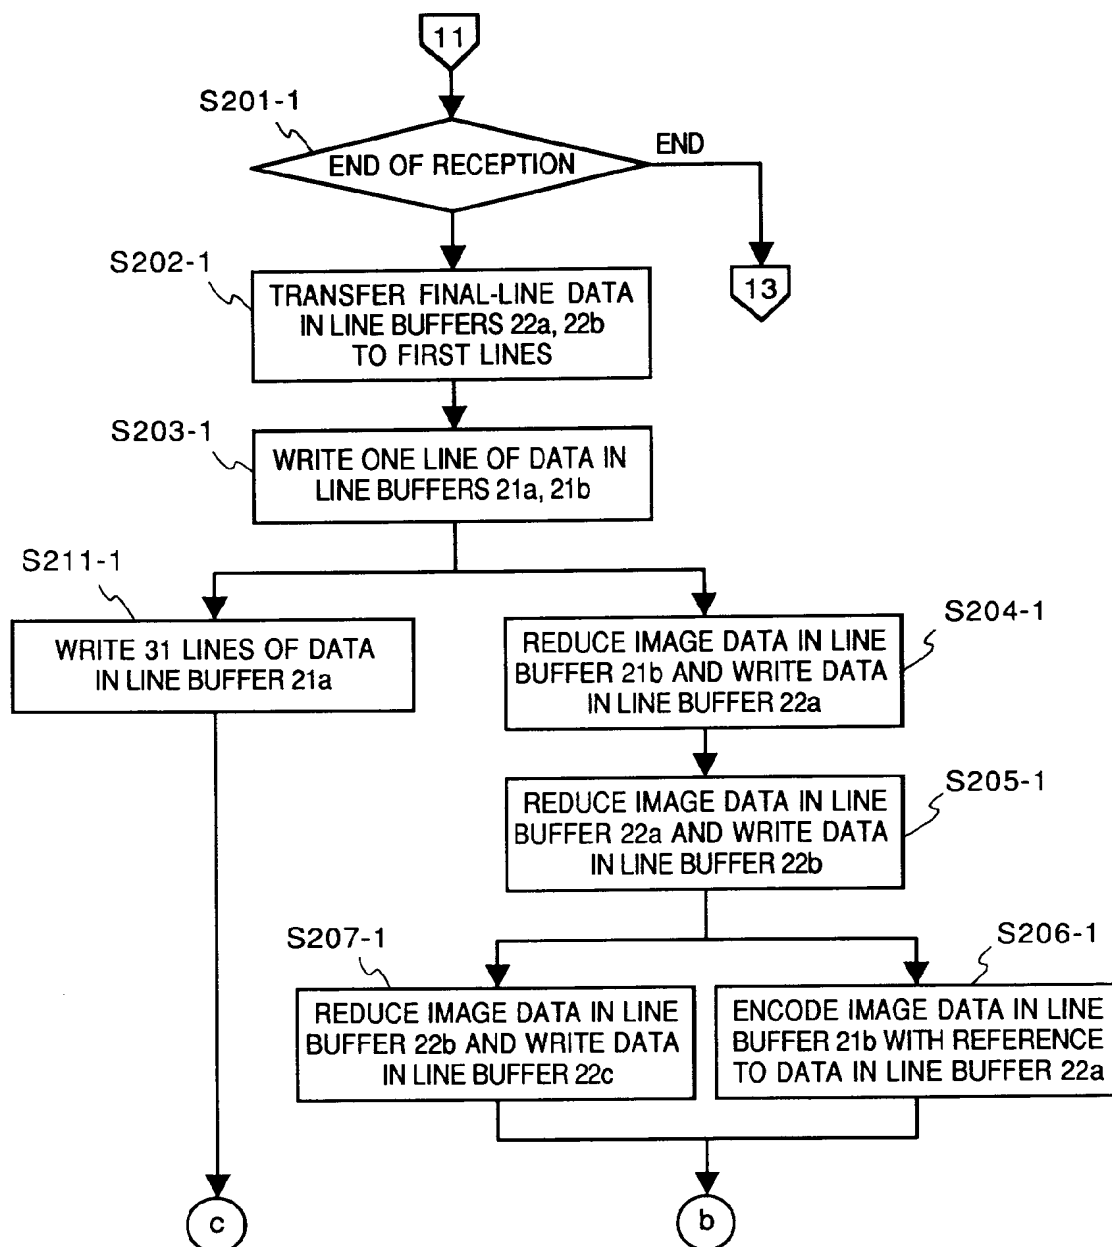 11
S201-1
END OF RECEPTION
END
13
S202-1
TRANSFER FINAL-LINE DATA
IN LINE BUFFERS 22a, 22b
TO FIRST LINES
S203-1
WRITE ONE LINE OF DATA IN
LINE BUFFERS 21a, 21b
S211-1
WRITE 31 LINES OF DATA
IN LINE BUFFER 21a
S204-1
REDUCE IMAGE DATA IN LINE
BUFFER 21b AND WRITE DATA
IN LINE BUFFER 22a
S205-1
REDUCE IMAGE DATA IN LINE
BUFFER 22a AND WRITE DATA
IN LINE BUFFER 22b
S207-1
REDUCE IMAGE DATA IN LINE
BUFFER 22b AND WRITE DATA
IN LINE BUFFER 22c
S206-1
ENCODE IMAGE DATA IN LINE
BUFFER 21b WITH REFERENCE
TO DATA IN LINE BUFFER 22a
c
b